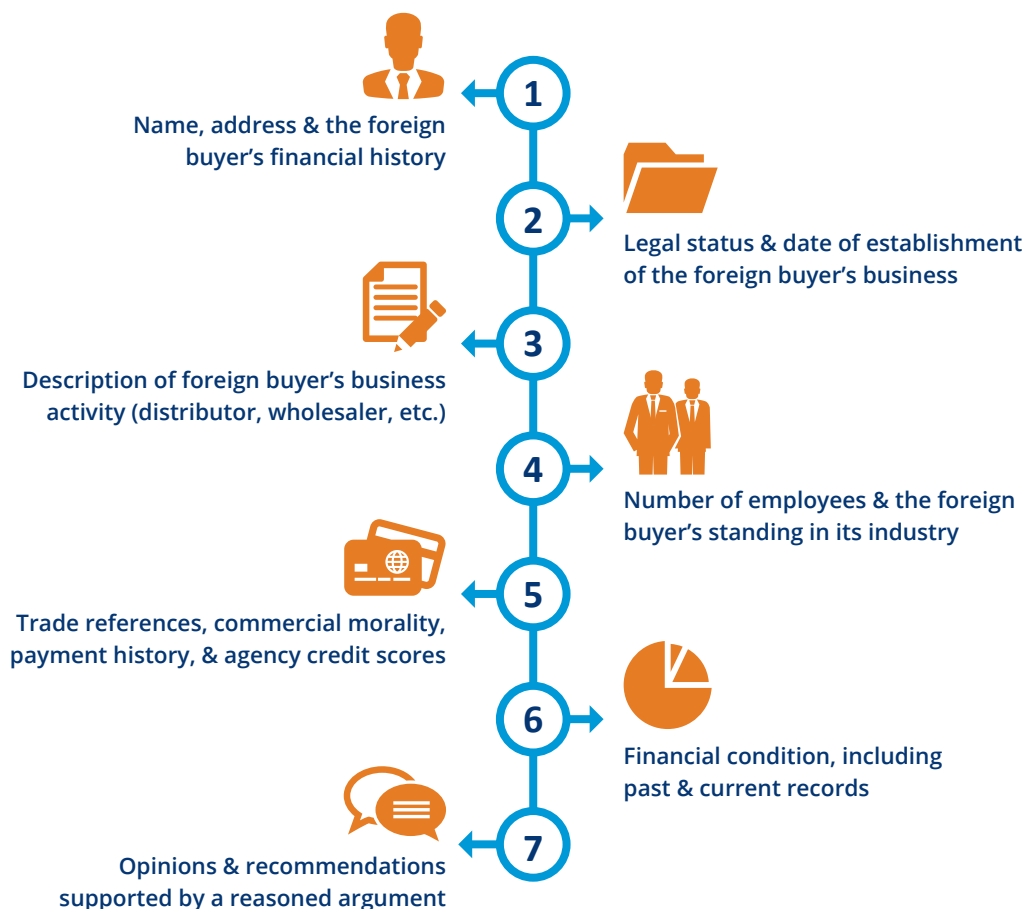 1
Name, address & the foreign
buyer’s financial history
2
Legal status & date of establishment
of the foreign buyer’s business
3
Description of foreign buyer’s business
activity (distributor, wholesaler, etc.)
4
Number of employees & the foreign
buyer’s standing in its industry
5
Trade references, commercial morality,
payment history, & agency credit scores
6
Financial condition, including
past & current records
7
Opinions & recommendations
supported by a reasoned argument